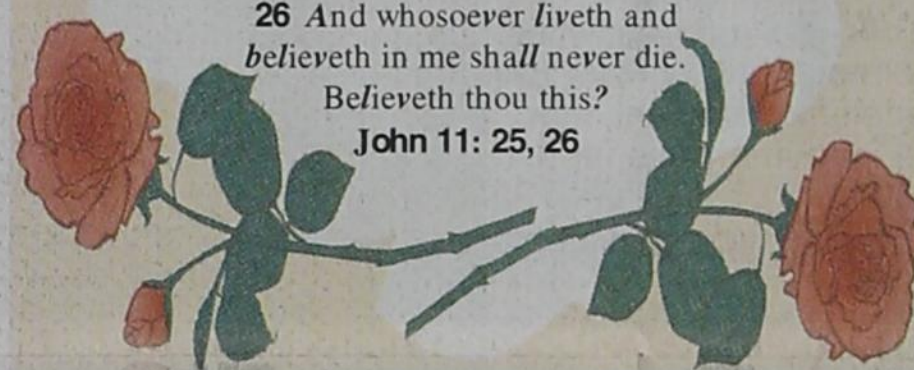 26 And whosoever liveth and
believeth in me shall never die.
Believeth thou this?
John 11: 25, 26